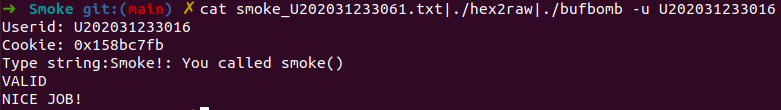 → Smoke git:(main) ✗ cat smoke_U202031233061.txt|./hex2raw|./bufbomb -u U202031233016
Userid: U202031233016
Cookie: 0x158bc7fb
Type string:Smoke!: You called smoke()
VALID
NICE JOB!